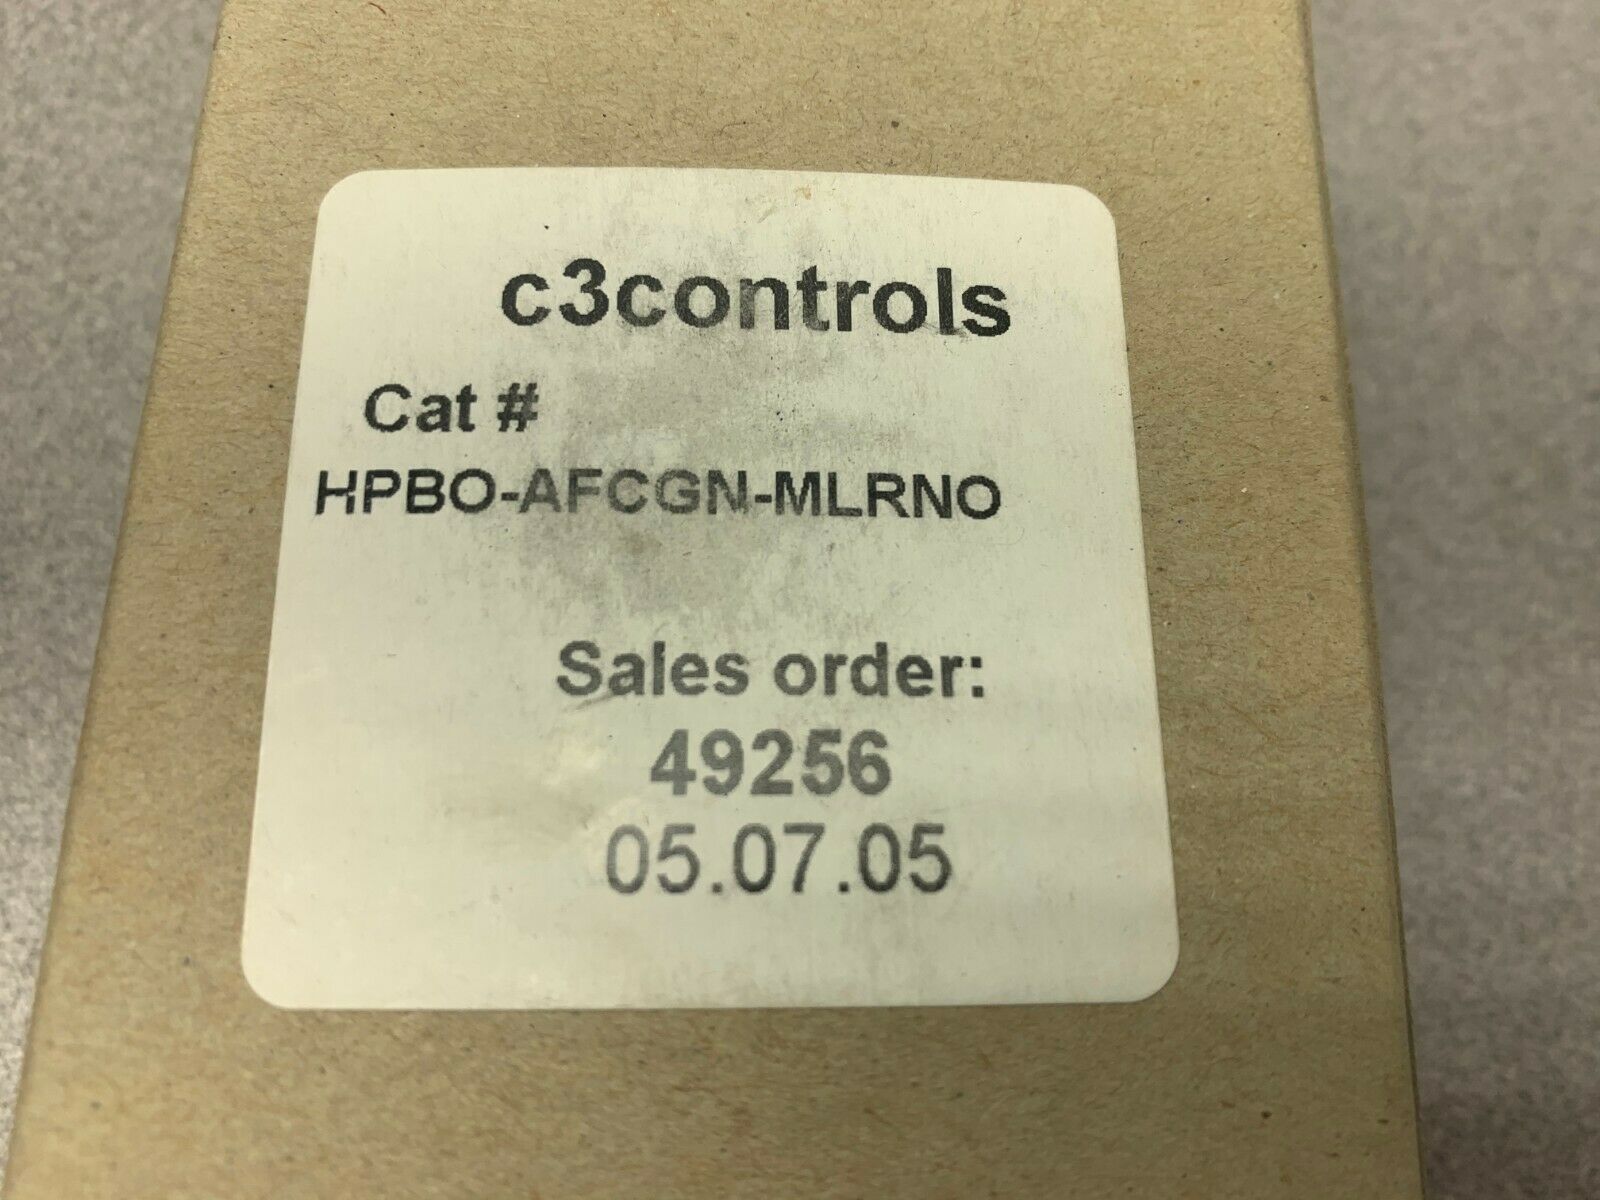 c3controls
Cat #
HPBO-AFCGN-MLRNO
Sales order:
49256
05.07.05